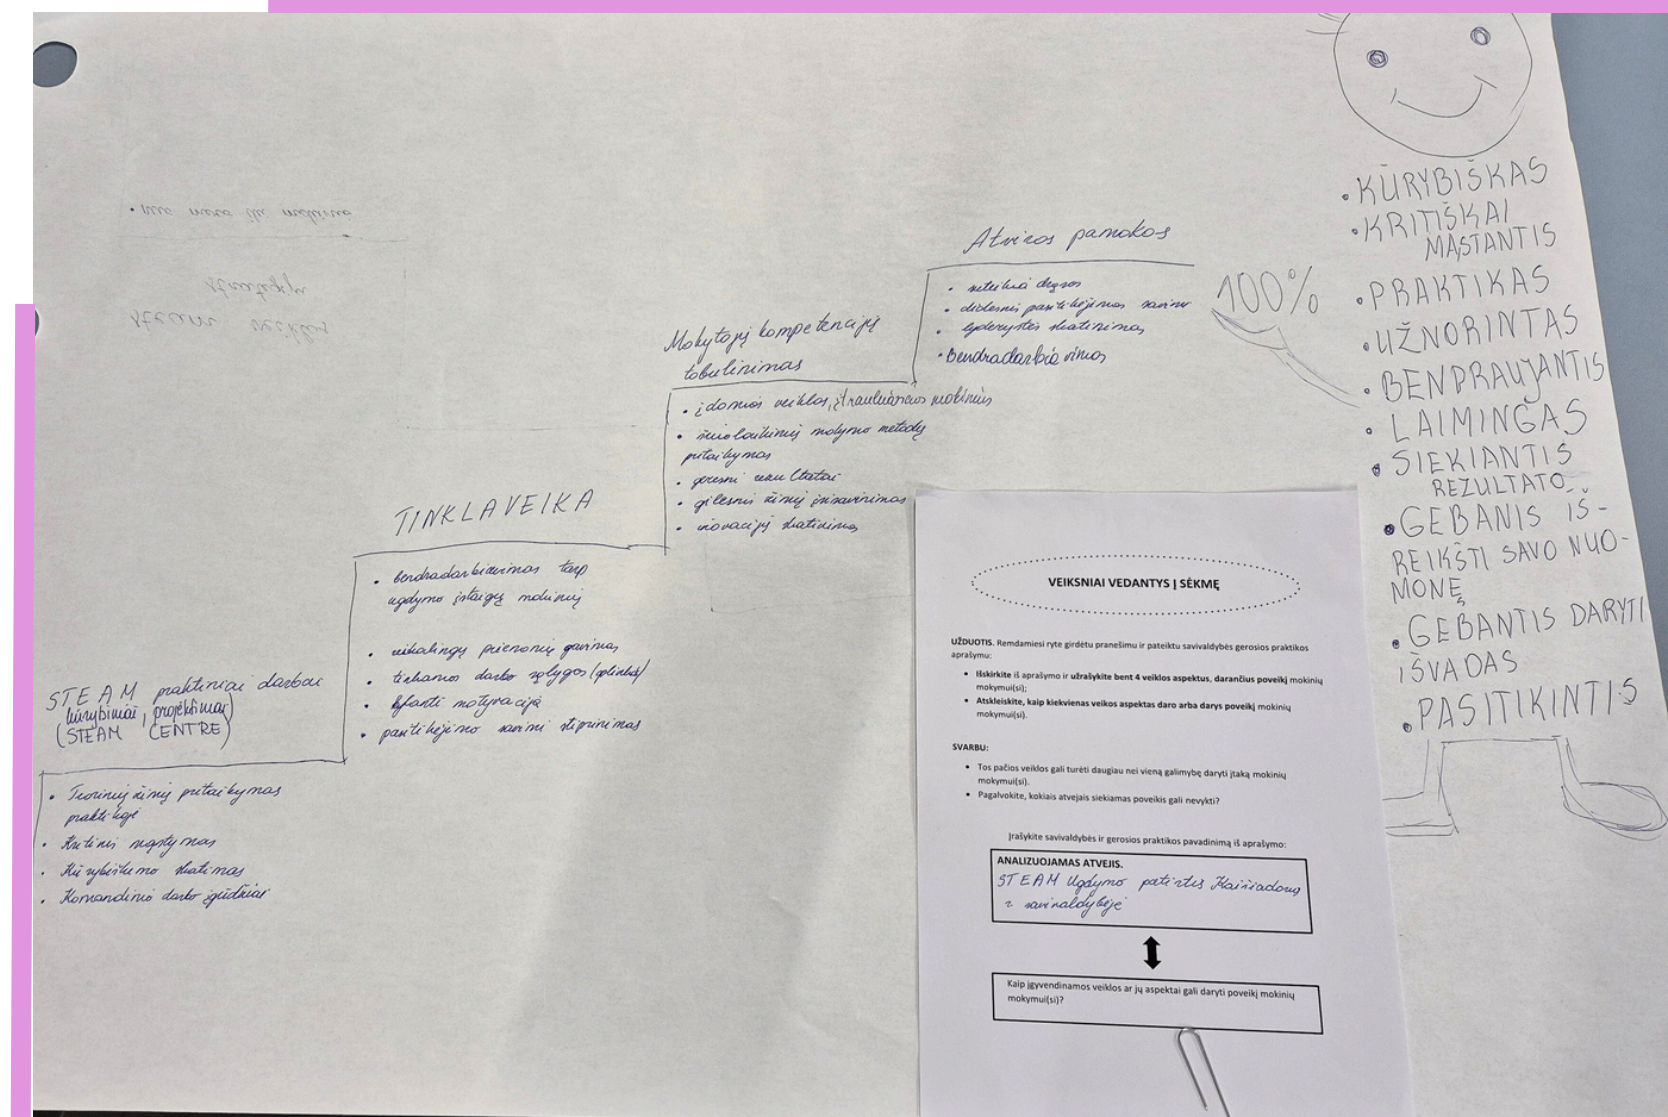 STEAM praktiniai darbai
kūrybiniai, projektiniai
(STEAM CENTRE)
• Teorinių žinių pritaikymas
praktikoje
• Kritinis mąstymas
• Kūrybiškumo skatimas
• Komandinio darbo įgūdžiai
TINKLAVEIKA
• bendradarbiavimas tarp
ugdymo įstaigų mokinių
• reikalingų priemonių gavimas
• tinkamos darbo sąlygos (aplinka)
• motyvacija
• pasitikėjimo savimi stiprinimas
Mokytojų kompetencijų
tobulinimas
• įdomios veiklos, įtraukiančios mokinius
• šiuolaikinių mokymo metodų
pritaikymas
• geresni rezultatai
• gilesnis žinių įsisavinimas
• inovacijų skatinimas
Atviros pamokos
• suteikia drąsos
• didesnis pasitikėjimas savimi
• lyderystės skatinimas
• Bendradarbiavimas
100%
• KŪRYBIŠKAS
• KRITIŠKAI
MĄSTANTIS
• PRAKTIKAS
• UŽNORINTAS
• BENDRAUJANTIS
• LAIMINGAS
• SIEKIANTIS
REZULTATO
• GEBANIS IŠ-
REIKŠTI SAVO NUO-
MONĘ
• GEBANTIS DARYTI
IŠVADAS
• PASITIKINTIS
VEIKSNIAI VEDANTYS Į SĖKMĘ
UŽDUOTIS. Remdamiesi ryte girdėtu pranešimu ir pateiktu savivaldybės gerosios praktikos
aprašymu:
• Išskirkite iš aprašymo ir užrašykite bent 4 veiklos aspektus, darančius poveikį mokinių
mokymui(si);
• Atskleiskite, kaip kiekvienas veikos aspektas daro arba darys poveikį mokinių
mokymui(si).
SVARBU:
• Tos pačios veiklos gali turėti daugiau nei vieną galimybę daryti įtaką mokinių
mokymui(si).
• Pagalvokite, kokiais atvejais siekiamas poveikis gali nevykti?
Įrašykite savivaldybės ir gerosios praktikos pavadinimą iš aprašymo:
ANALIZUOJAMAS ATVEJIS.
STEAM Ugdymo patirtis Kaišiadorių
r. savivaldybėje
Kaip įgyvendinamos veiklos ar jų aspektai gali daryti poveikį mokinių
mokymui(si)?